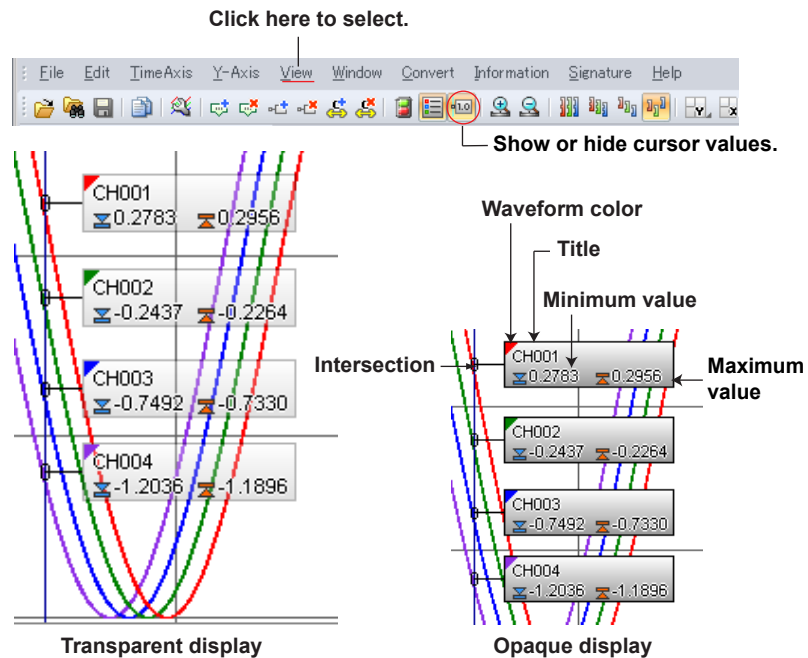 Click here to select.
File Edit TimeAxis Y-Axis View Window Convert Information Signature Help
1.0 Y X
Show or hide cursor values.
CH001
0.2783 0.2956
CH002
-0.2437 -0.2264
CH003
-0.7492 -0.7330
CH004
-1.2036 -1.1896
Transparent display
Waveform color
Title
Minimum value
Intersection
Maximum
value
CH001
0.2783 0.2956
CH002
-0.2437 -0.2264
CH003
-0.7492 -0.7330
CH004
-1.2036 -1.1896
Opaque display